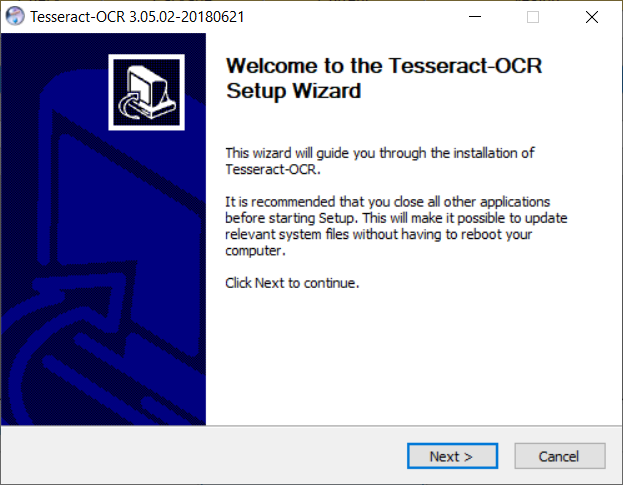 Tesseract-OCR 3.05.02-20180621
Welcome to the Tesseract-OCR
Setup Wizard
This wizard will guide you through the installation of
Tesseract-OCR.
It is recommended that you close all other applications
before starting Setup. This will make it possible to update
relevant system files without having to reboot your
computer.
Click Next to continue.
Next >
Cancel